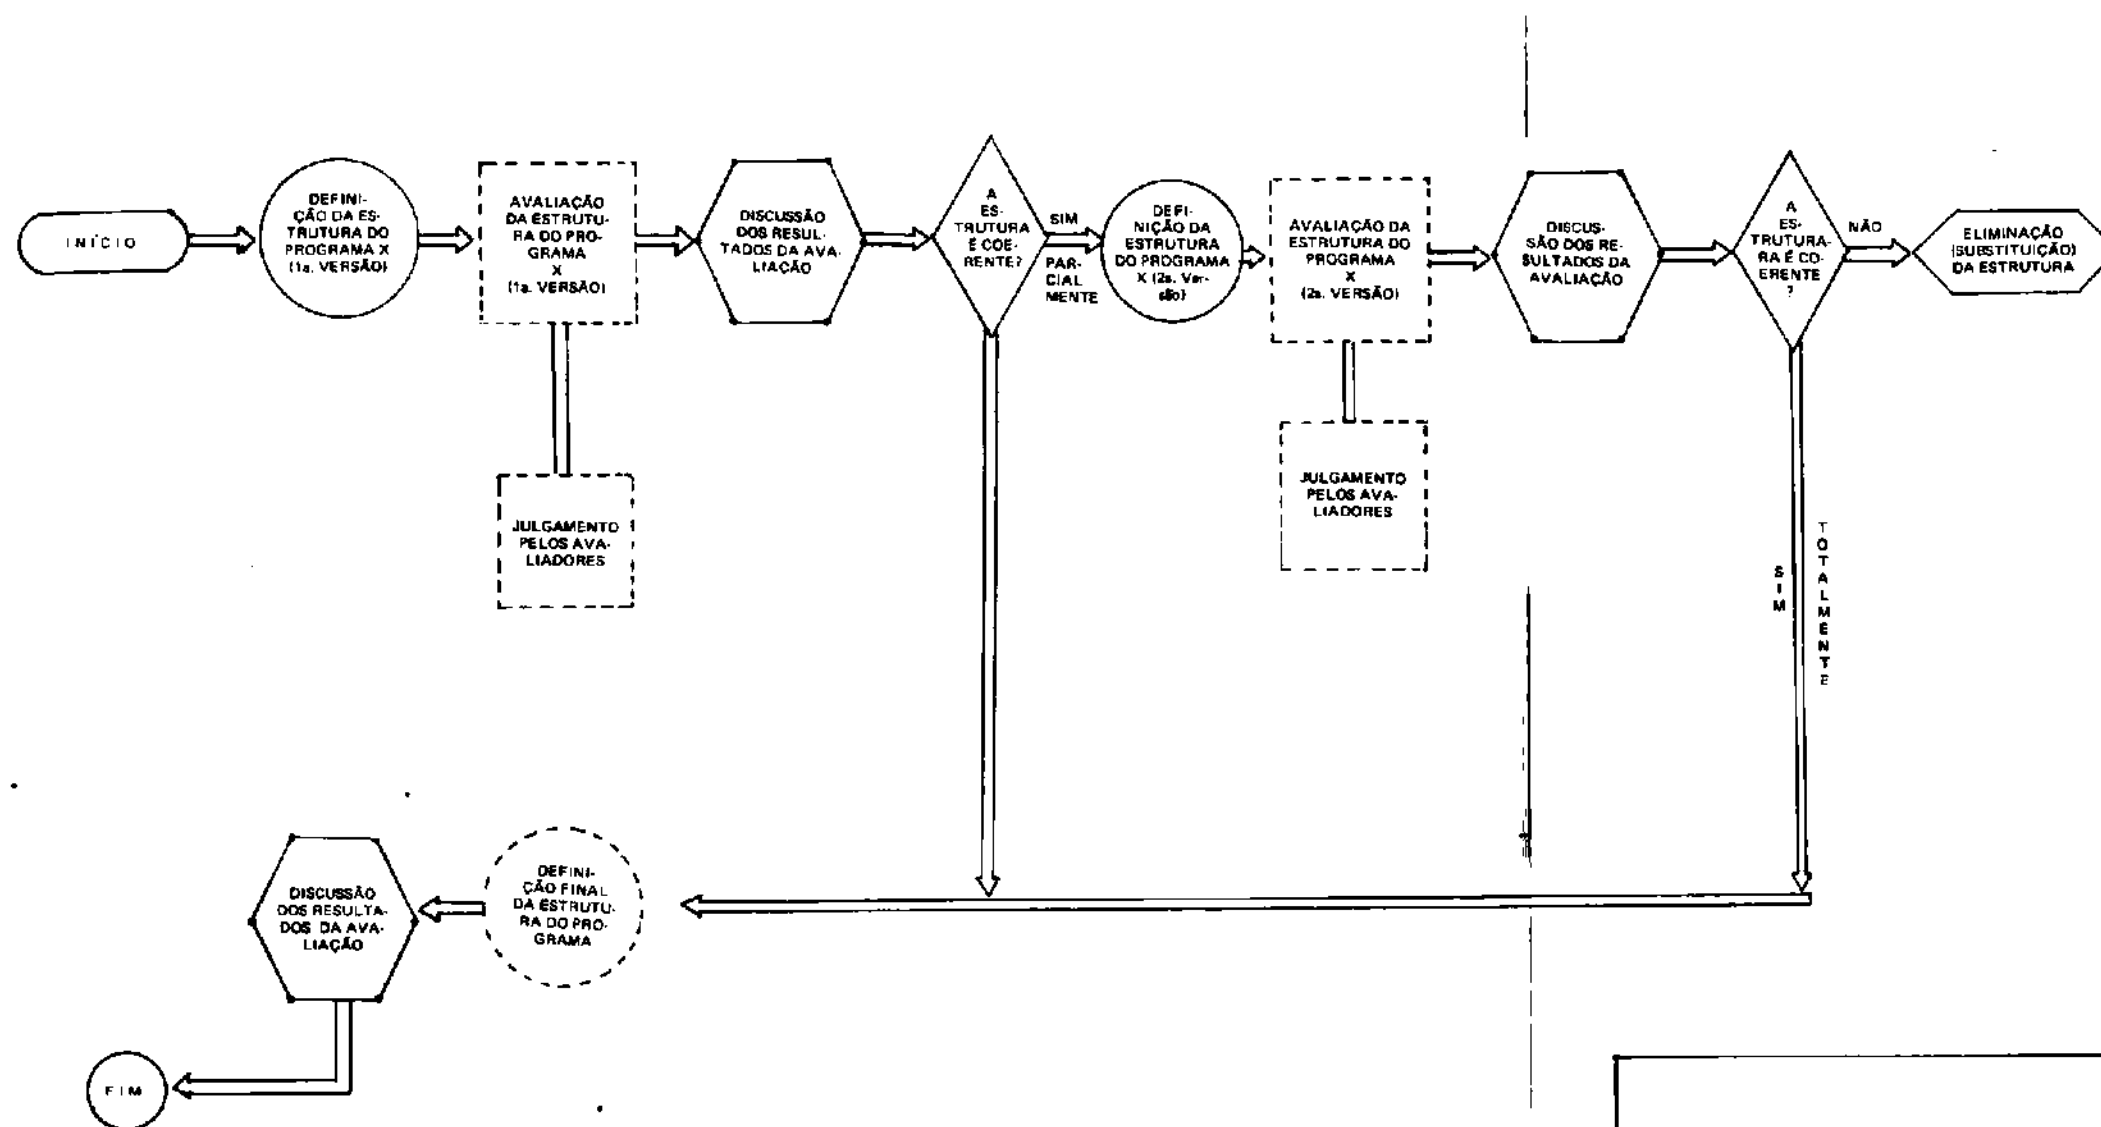 INÍCIO
DEFINI-
ÇÃO DA ES-
TRUTURA DO
PROGRAMA X
(1a. VERSÃO)
AVALIAÇÃO
DA ESTRUTU-
RA DO PRO-
GRAMA
X
(1a. VERSÃO)
JULGAMENTO
PELOS AVA-
LIADORES
DISCUSSÃO
DOS RESUL-
TADOS DA AVA-
LIAÇÃO
A
ES-
TRUTURA
É COE-
RENTE?
SIM
PAR-
CIAL
MENTE
DEFI-
NIÇÃO DA
ESTRUTURA
DO PROGRAMA
X (2a. Ver-
são)
AVALIAÇÃO DA
ESTRUTURA DO
PROGRAMA
X
(2a. VERSÃO)
JULGAMENTO
PELOS AVA-
LIADORES
DISCUS-
SÃO DOS RE-
SULTADOS DA
AVALIAÇÃO
A
ES-
TRUTURA-
RA É CO-
ERENTE
?
NÃO
ELIMINAÇÃO
(SUBSTITUIÇÃO)
DA ESTRUTURA
SIM
TOTALMENTE
DEFINI-
ÇÃO FINAL
DA ESTRUTU-
RA DO PRO-
GRAMA
DISCUSSÃO
DOS RESULTA-
DOS DA AVA-
LIAÇÃO
FIM